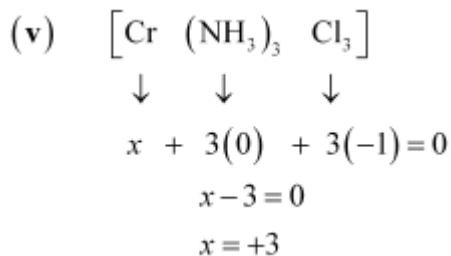 (v) [Cr (NH₃)₃ Cl₃]
↓ ↓ ↓
x + 3(0) + 3(−1) = 0
x − 3 = 0
x = +3